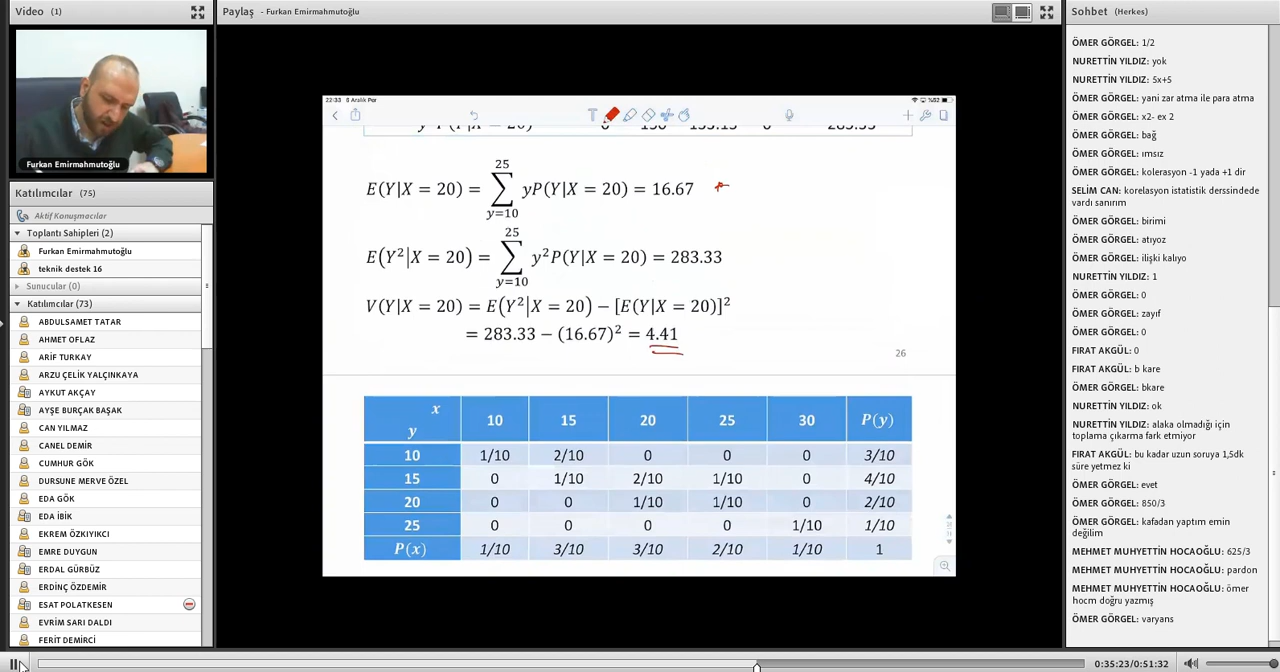 Video (1)
Furkan Emirmahmutoğlu
Katılımcılar (75)
Aktif Konuşmacılar
Toplantı Sahipleri (2)
Furkan Emirmahmutoğlu
teknik destek 16
Sunucular (0)
Katılımcılar (73)
ABDULSAMET TATAR
AHMET OFLAZ
ARİF TURKAY
ARZU ÇELİK YALÇINKAYA
AYKUT AKÇAY
AYŞE BURÇAK BAŞAK
CAN YILMAZ
CANEL DEMİR
CUMHUR GÖK
DURSUNE MERVE ÖZEL
EDA GÖK
EDA İBİK
EKREM ÖZKIYIKCI
EMRE DUYGUN
ERDAL GÜRBÜZ
ERDİNÇ ÖZDEMİR
ESAT POLATKESEN
EVRİM SARI DALDI
FERİT DEMİRCİ
Paylaş - Furkan Emirmahmutoğlu
22:33 5 Aralık Per
%52
25
E(Y|X = 20) = ∑ yP(Y|X = 20) = 16.67
y=10
25
E(Y²|X = 20) = ∑ y²P(Y|X = 20) = 283.33
y=10
V(Y|X = 20) = E(Y²|X = 20) − [E(Y|X = 20)]²
= 283.33 − (16.67)² = 4.41
26
x
y 10 15 20 25 30 P(y)
10 1/10 2/10 0 0 0 3/10
15 0 1/10 2/10 1/10 0 4/10
20 0 0 1/10 1/10 0 2/10
25 0 0 0 0 1/10 1/10
P(x) 1/10 3/10 3/10 2/10 1/10 1
Sohbet (Herkes)
ÖMER GÖRGEL: 1/2
NURETTİN YILDIZ: yok
NURETTİN YILDIZ: 5x+5
ÖMER GÖRGEL: yani zar atma ile para atma
ÖMER GÖRGEL: x2- ex 2
ÖMER GÖRGEL: bağ
ÖMER GÖRGEL: ımsız
ÖMER GÖRGEL: kolerasyon -1 yada +1 dir
SELİM CAN: korelasyon istatistik derssindede
vardı sanırım
ÖMER GÖRGEL: birimi
ÖMER GÖRGEL: atıyoz
ÖMER GÖRGEL: ilişki kalıyo
NURETTİN YILDIZ: 1
ÖMER GÖRGEL: 0
ÖMER GÖRGEL: zayıf
ÖMER GÖRGEL: 0
FIRAT AKGÜL: 0
FIRAT AKGÜL: b kare
ÖMER GÖRGEL: bkare
NURETTİN YILDIZ: ok
NURETTİN YILDIZ: alaka olmadığı için
toplama çıkarma fark etmiyor
FIRAT AKGÜL: bu kadar uzun soruya 1,5dk
süre yetmez ki
ÖMER GÖRGEL: evet
ÖMER GÖRGEL: 850/3
ÖMER GÖRGEL: kafadan yaptım emin
değilim
MEHMET MUHYETTİN HOCAOĞLU: 625/3
MEHMET MUHYETTİN HOCAOĞLU: pardon
MEHMET MUHYETTİN HOCAOĞLU: ömer
hocm doğru yazmış
ÖMER GÖRGEL: varyans
0:35:23/0:51:32